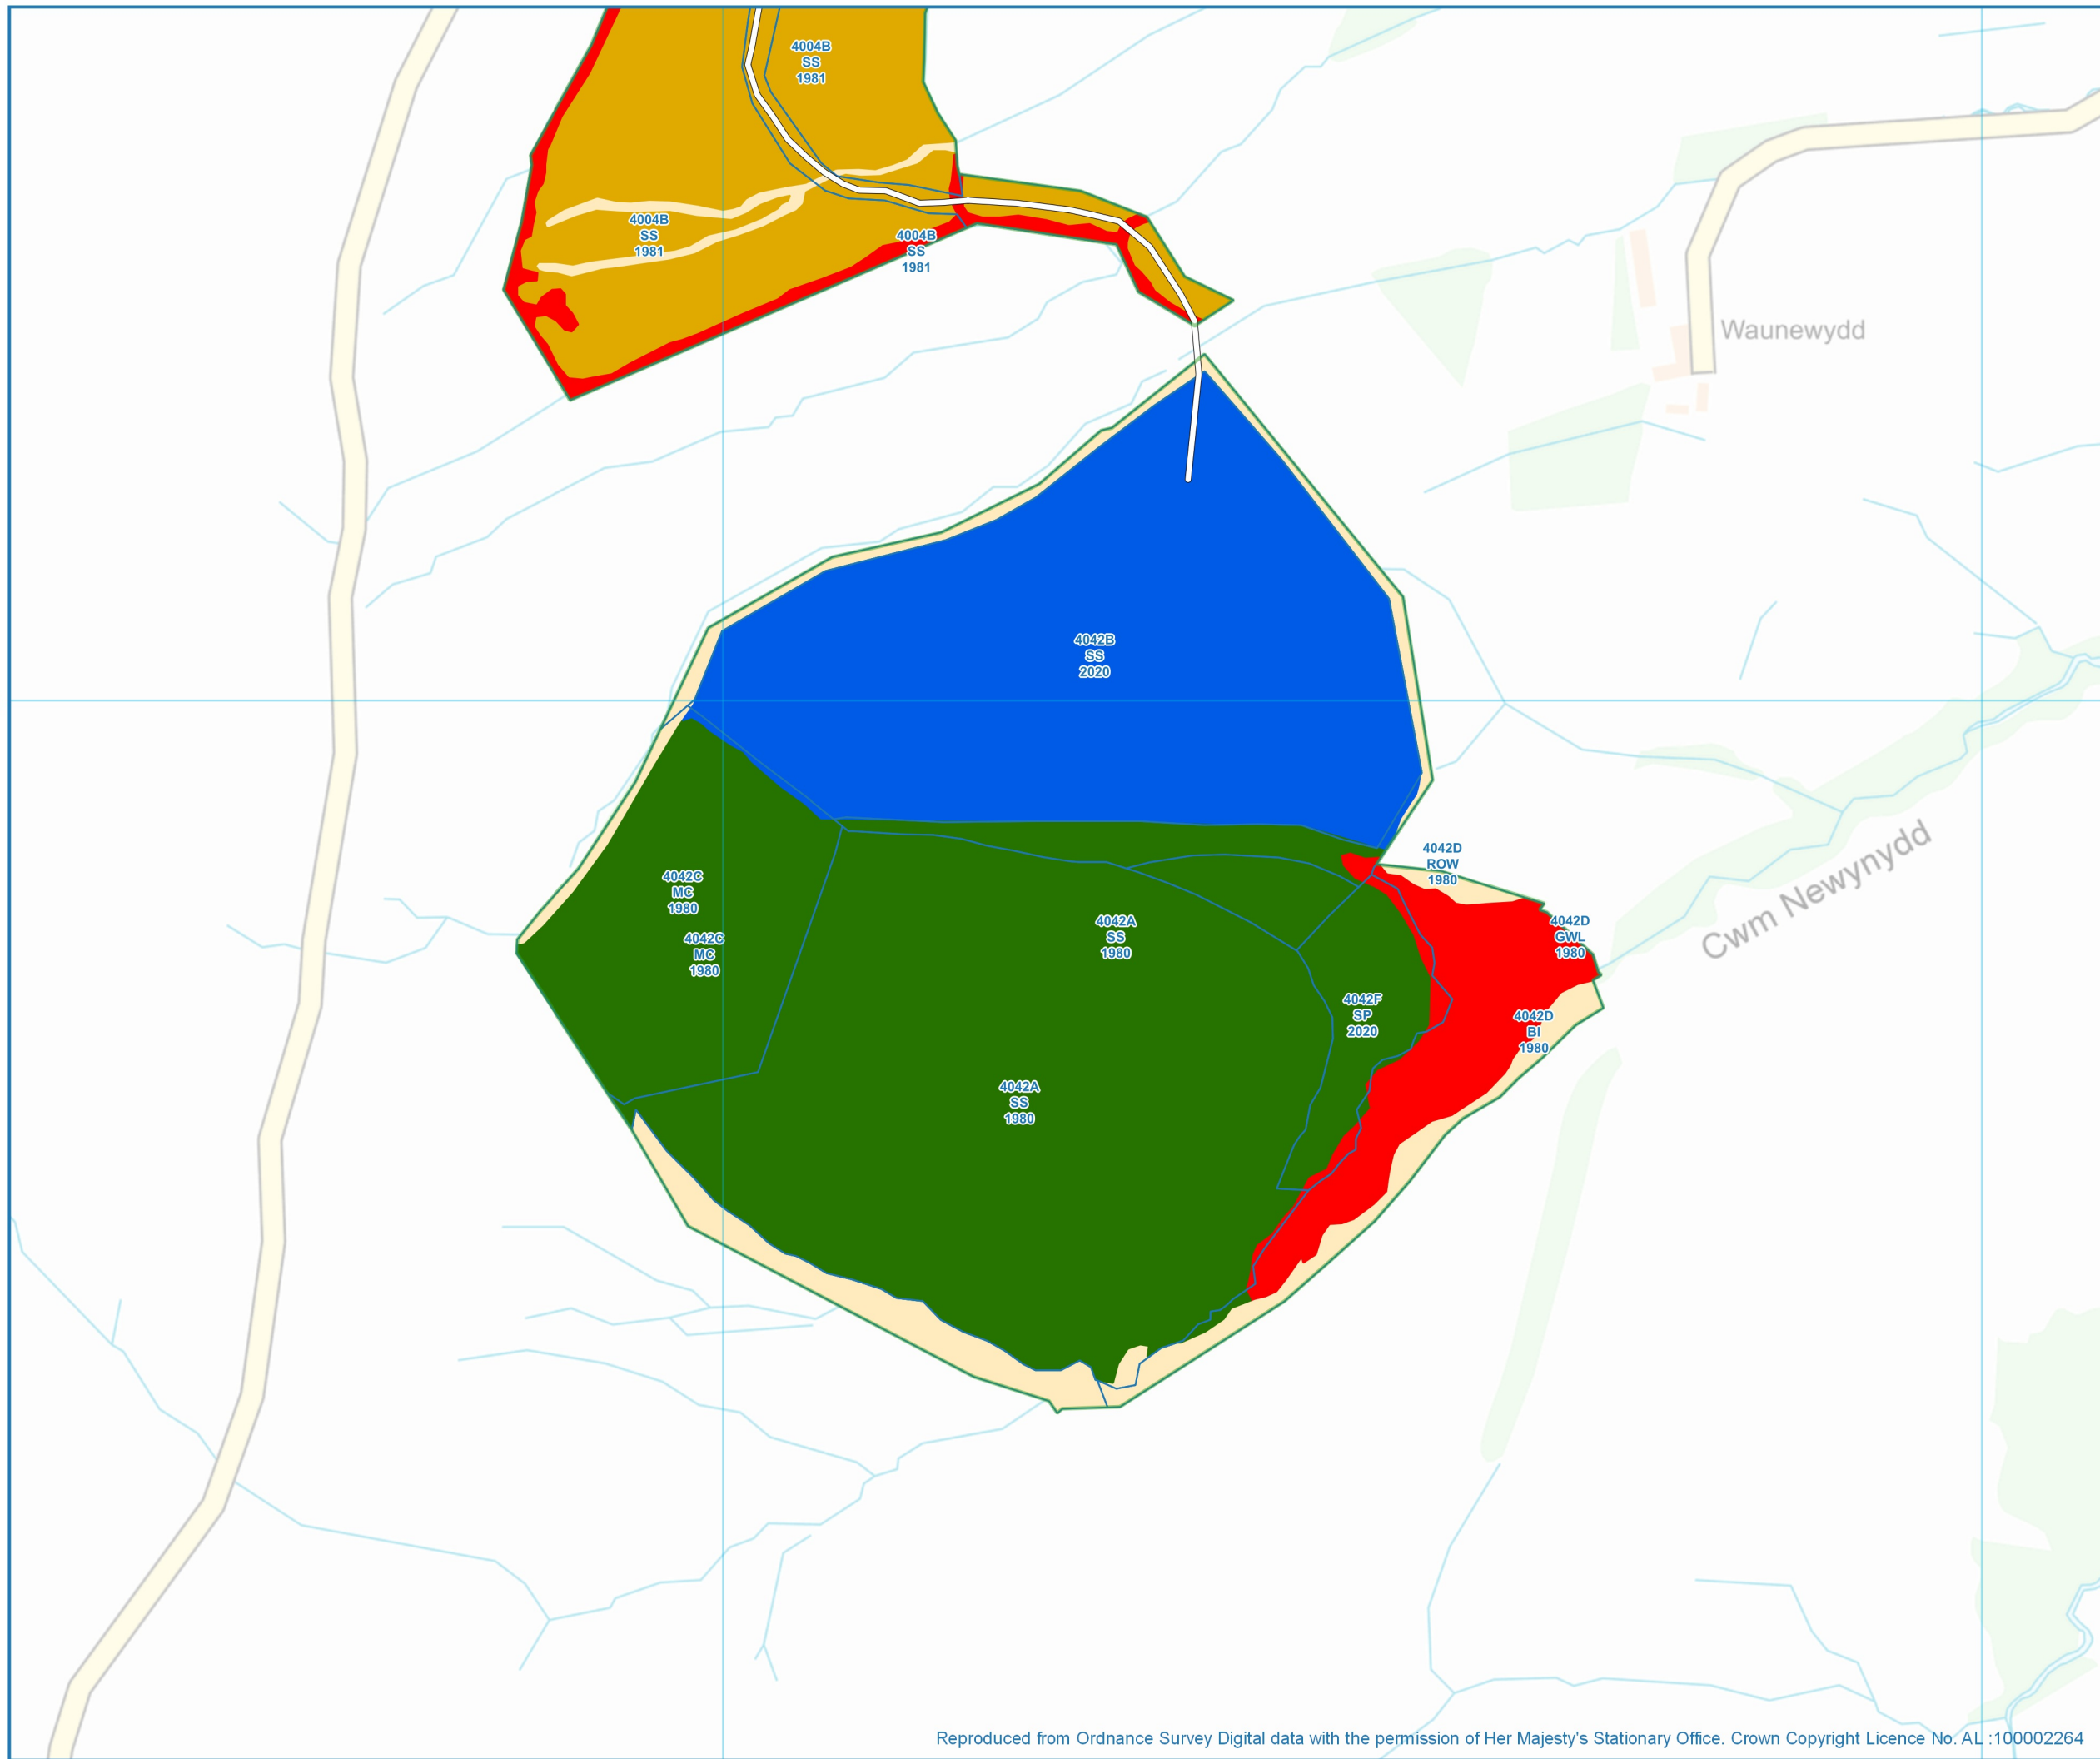 4004B
SS
1981
4004B
SS
1981
4004B
SS
1981
Waunewydd
4042B
SS
2020
4042D
ROW
1980
4042C
MC
1980
4042A
SS
1980
4042D
GWL
1980
Cwm Newynydd
4042C
MC
1980
4042F
SP
2020
4042D
BI
1980
4042A
SS
1980
Reproduced from Ordnance Survey Digital data with the permission of Her Majesty's Stationary Office. Crown Copyright Licence No. AL :100002264